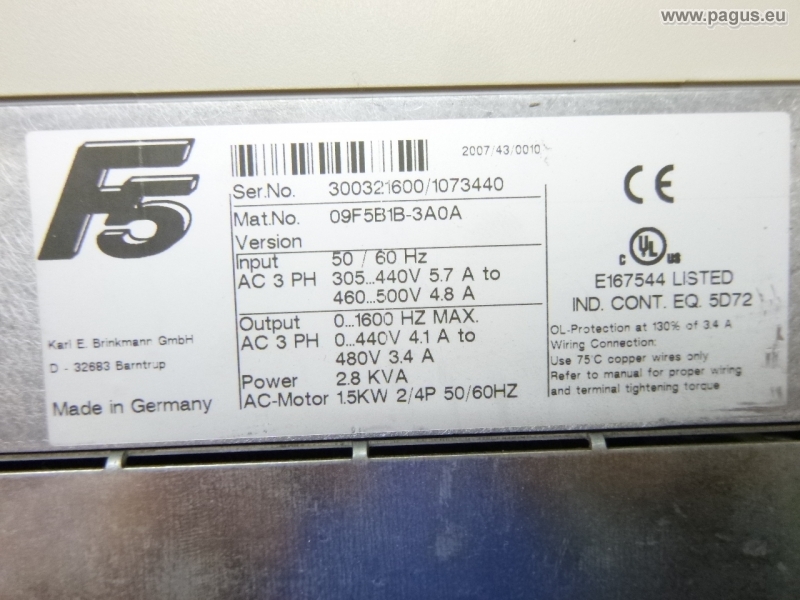 www.pagus.eu
F5
2007/43/0010
Ser.No. 300321600/1073440
Mat.No. 09F5B1B-3A0A
Version
Input 50 / 60 Hz
AC 3 PH 305...440V 5.7 A to
460...500V 4.8 A
Output 0...1600 HZ MAX.
AC 3 PH 0...440V 4.1 A to
480V 3.4 A
Power 2.8 KVA
AC-Motor 1.5KW 2/4P 50/60HZ
Karl E. Brinkmann GmbH
D - 32683 Barntrup
Made in Germany
CE
c UL us
E167544 LISTED
IND. CONT. EQ. 5D72
OL-Protection at 130% of 3.4 A
Wiring Connection:
Use 75°C copper wires only
Refer to manual for proper wiring
and terminal tightening torque